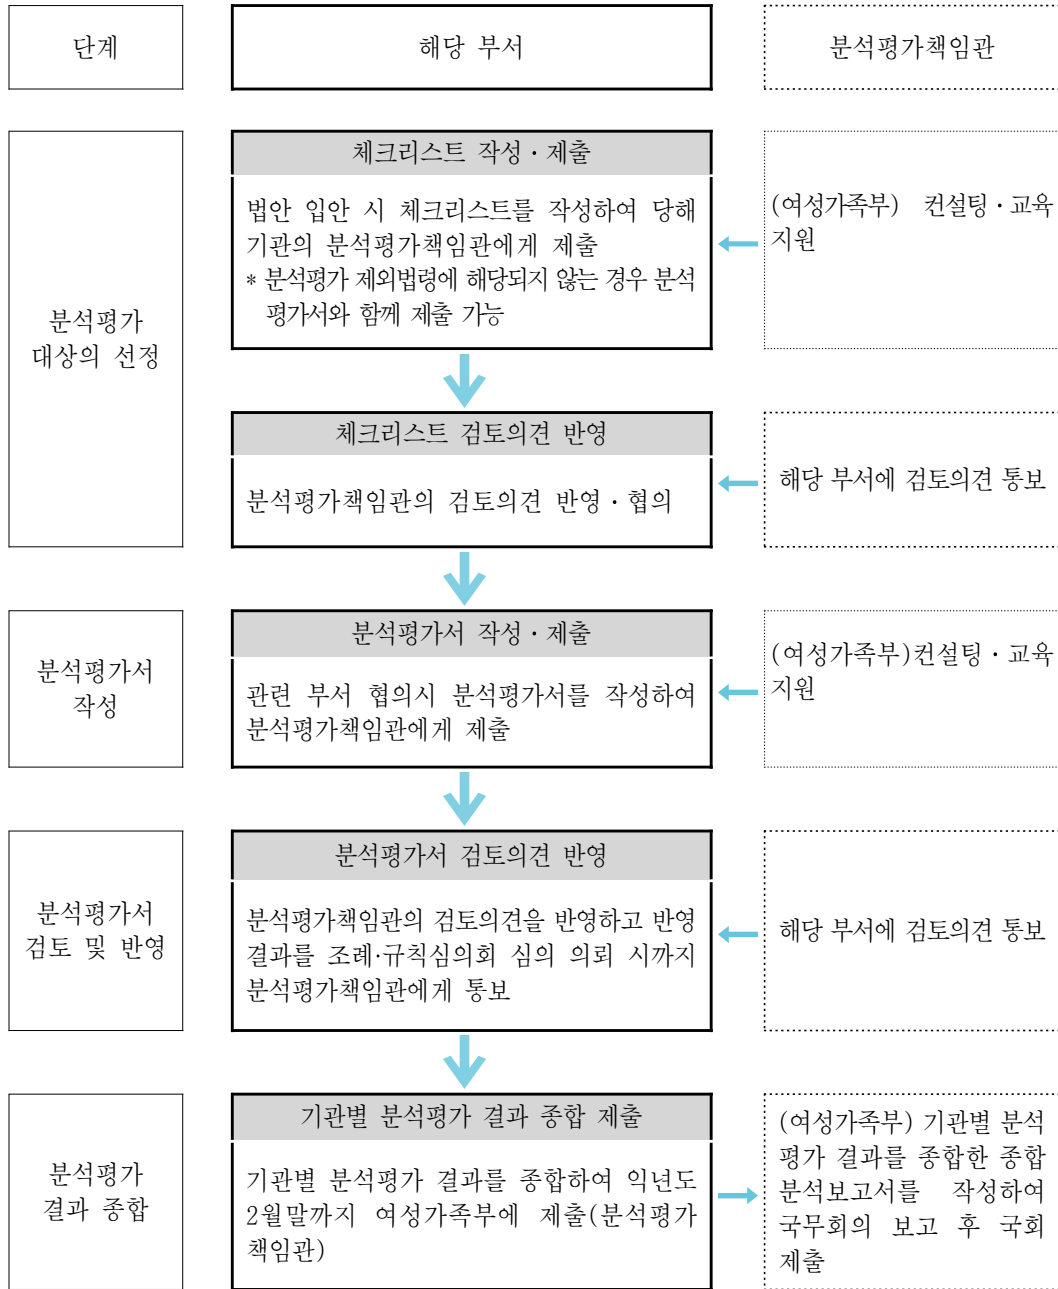 단계
해당 부서
분석평가책임관
분석평가
대상의 선정
체크리스트 작성·제출
법안 입안 시 체크리스트를 작성하여 당해
기관의 분석평가책임관에게 제출
* 분석평가 제외법령에 해당되지 않는 경우 분석
평가서와 함께 제출 가능
(여성가족부) 컨설팅·교육
지원
체크리스트 검토의견 반영
분석평가책임관의 검토의견 반영·협의
해당 부서에 검토의견 통보
분석평가서
작성
분석평가서 작성·제출
관련 부서 협의시 분석평가서를 작성하여
분석평가책임관에게 제출
(여성가족부)컨설팅·교육
지원
분석평가서
검토 및 반영
분석평가서 검토의견 반영
분석평가책임관의 검토의견을 반영하고 반영
결과를 조례·규칙심의회 심의 의뢰 시까지
분석평가책임관에게 통보
해당 부서에 검토의견 통보
분석평가
결과 종합
기관별 분석평가 결과 종합 제출
기관별 분석평가 결과를 종합하여 익년도
2월말까지 여성가족부에 제출(분석평가
책임관)
(여성가족부) 기관별 분석
평가 결과를 종합한 종합
분석보고서를 작성하여
국무회의 보고 후 국회
제출